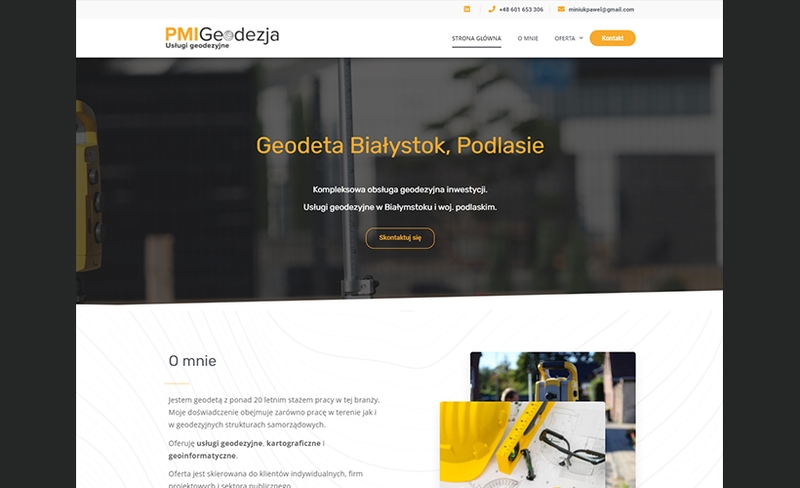 +48 601 653 306
miniukpawel@gmail.com
PMIGeodezja
Usługi geodezyjne
STRONA GŁÓWNA
O MNIE
OFERTA
Kontakt
Geodeta Białystok, Podlasie
Kompleksowa obsługa geodezyjna inwestycji.
Usługi geodezyjne w Białymstoku i woj. podlaskim.
Skontaktuj się
O mnie
Jestem geodetą z ponad 20 letnim stażem pracy w tej branży.
Moje doświadczenie obejmuje zarówno pracę w terenie jak i
w geodezyjnych strukturach samorządowych.
Oferuję usługi geodezyjne, kartograficzne i
geoinformatyczne.
Oferta jest skierowana do klientów indywidualnych, firm
projektowych i sektora publicznego.